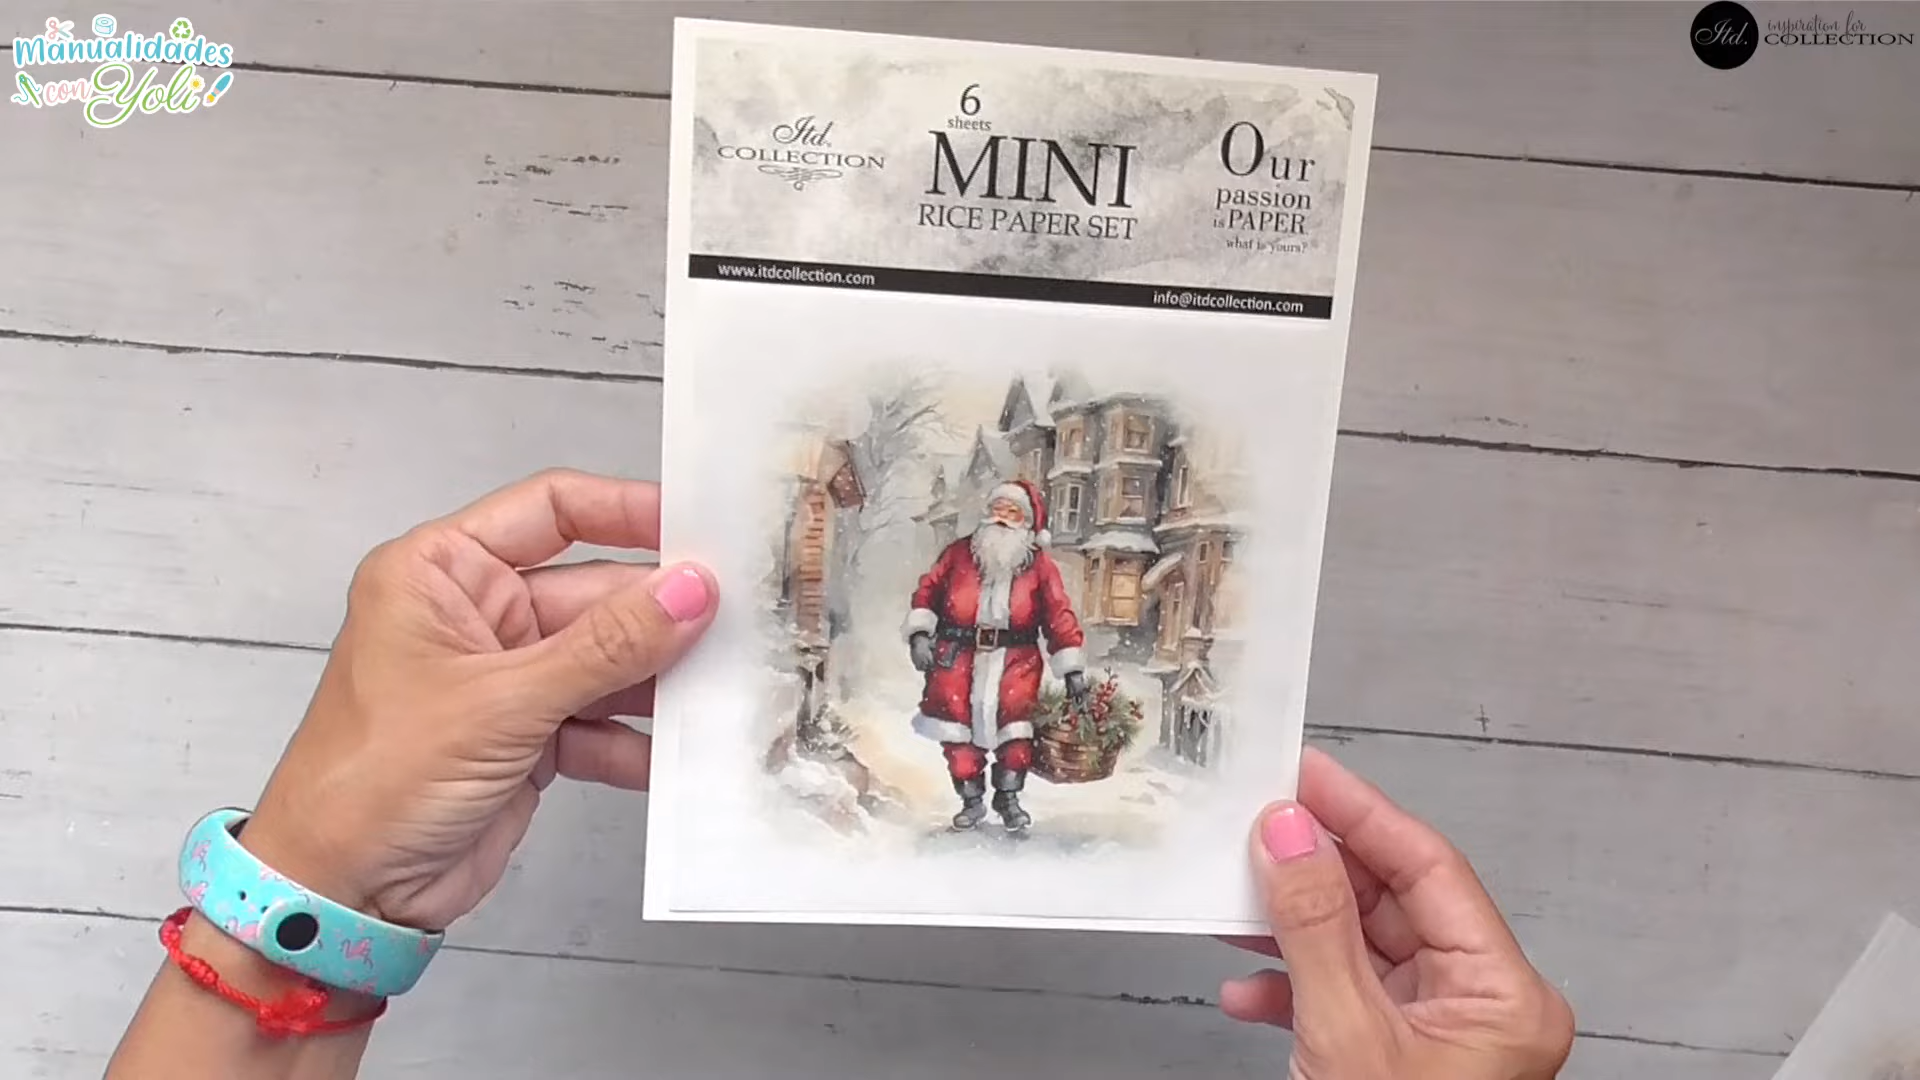 Manualidades
con Yoli
Itd.
inspiration for
COLLECTION
Itd.
COLLECTION
6
sheets
MINI
RICE PAPER SET
Our
passion
is PAPER
what is yours?
www.itdcollection.com
info@itdcollection.com